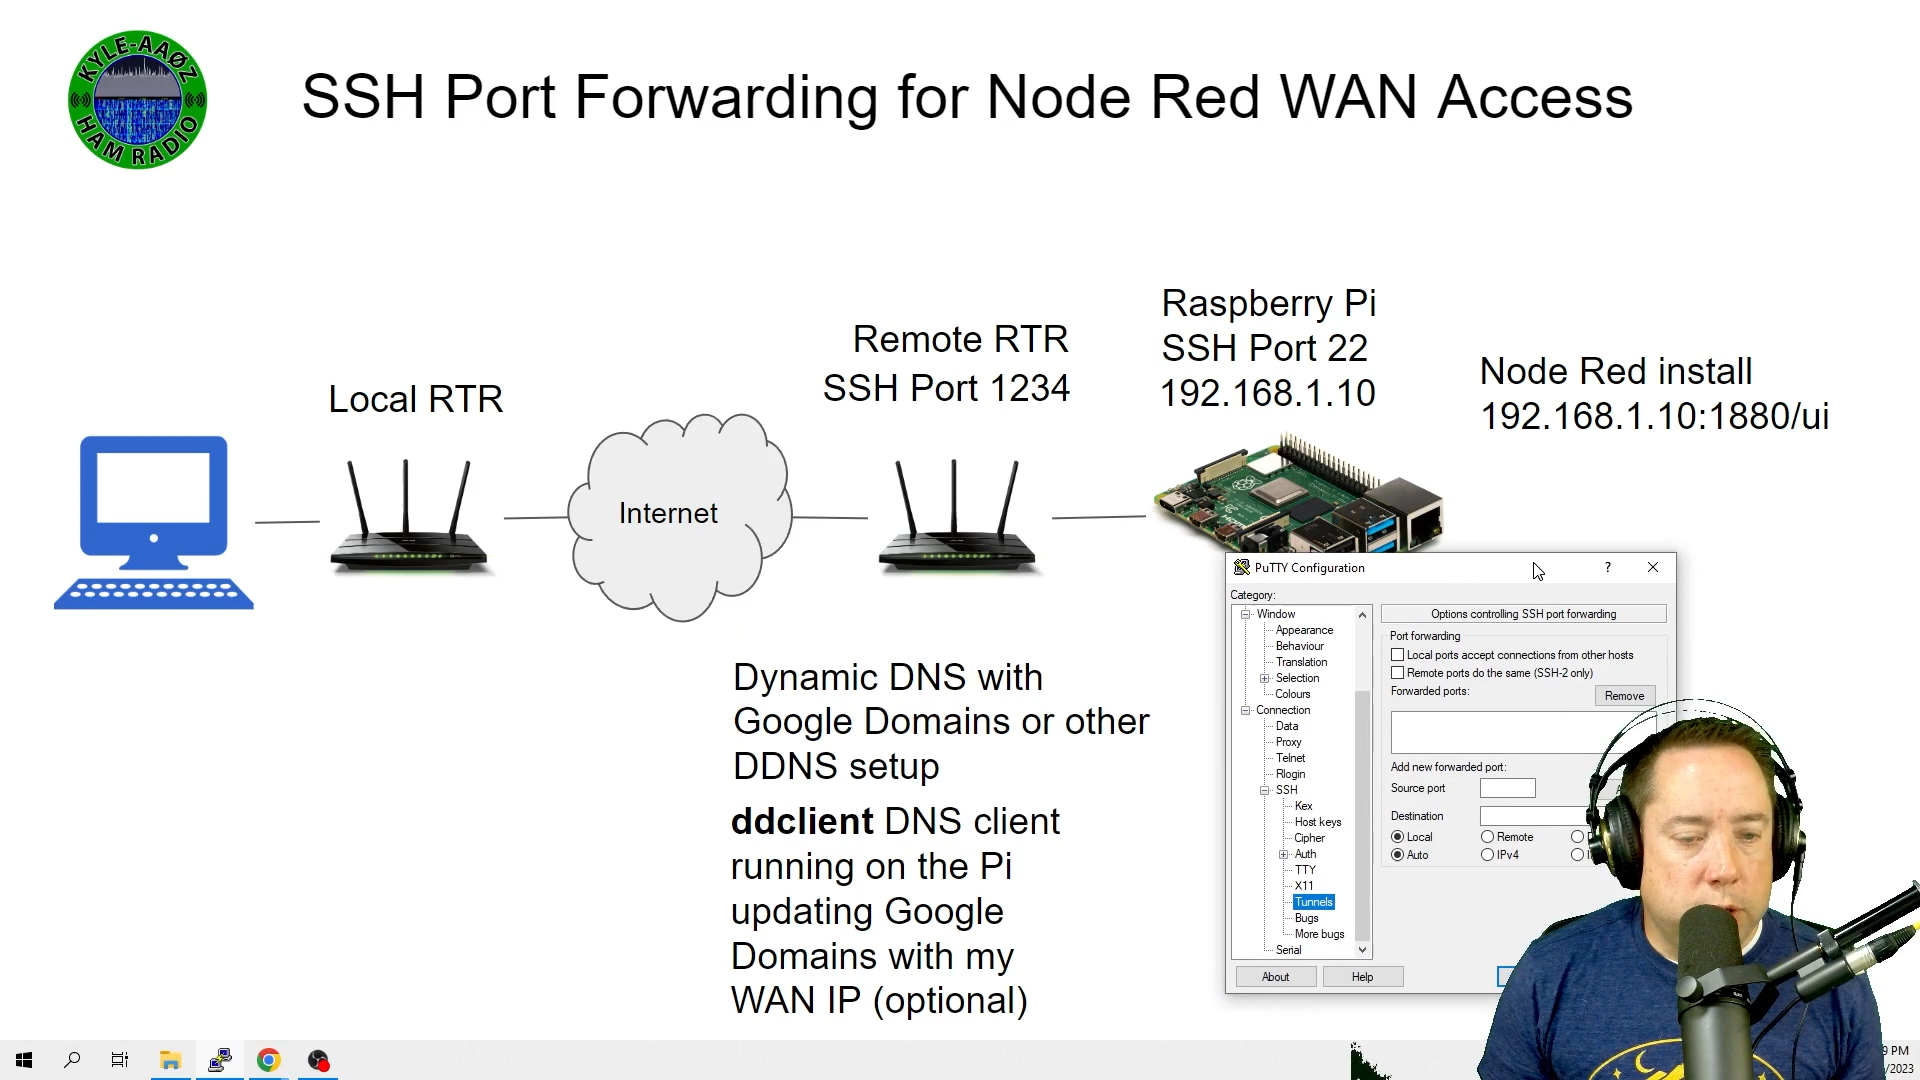 KYLE-AAØZ
HAM RADIO
SSH Port Forwarding for Node Red WAN Access
Local RTR
Internet
Remote RTR
SSH Port 1234
Raspberry Pi
SSH Port 22
192.168.1.10
Node Red install
192.168.1.10:1880/ui
Dynamic DNS with
Google Domains or other
DDNS setup
ddclient DNS client
running on the Pi
updating Google
Domains with my
WAN IP (optional)
PuTTY Configuration
?
Category:
Window
Appearance
Behaviour
Translation
Selection
Colours
Connection
Data
Proxy
Telnet
Rlogin
SSH
Kex
Host keys
Cipher
Auth
TTY
X11
Tunnels
Bugs
More bugs
Serial
Options controlling SSH port forwarding
Port forwarding
Local ports accept connections from other hosts
Remote ports do the same (SSH-2 only)
Forwarded ports:
Remove
Add new forwarded port:
Source port
Destination
Local Remote
Auto IPv4
About Help
9 PM
/2023